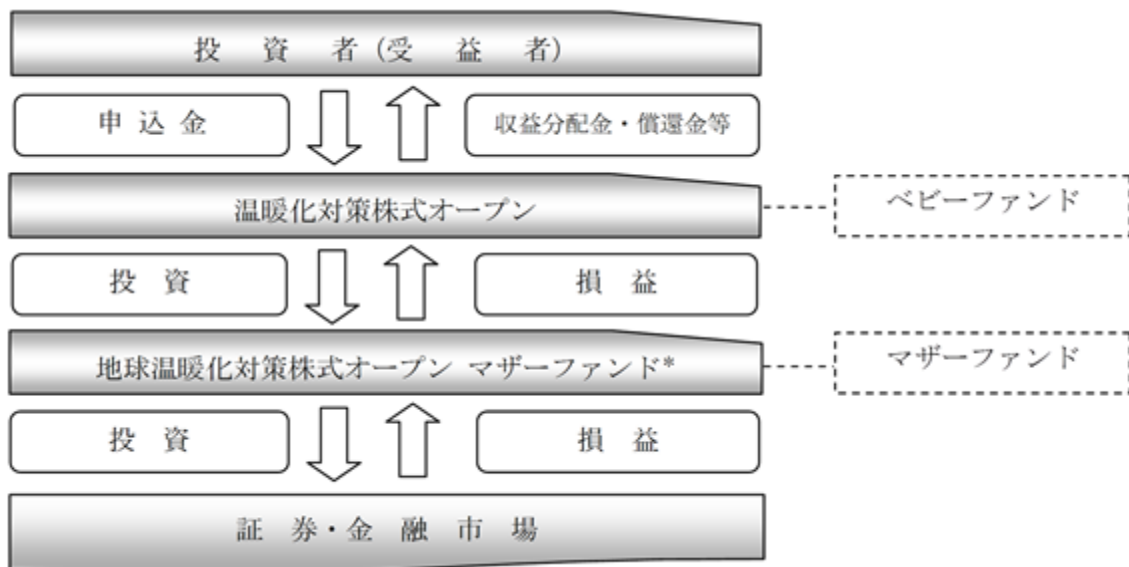 投 資 者（受 益 者）
申 込 金
収益分配金・償還金等
温暖化対策株式オープン
ベビーファンド
投 資
損 益
地球温暖化対策株式オープン マザーファンド*
マザーファンド
投 資
損 益
証 券・金 融 市 場